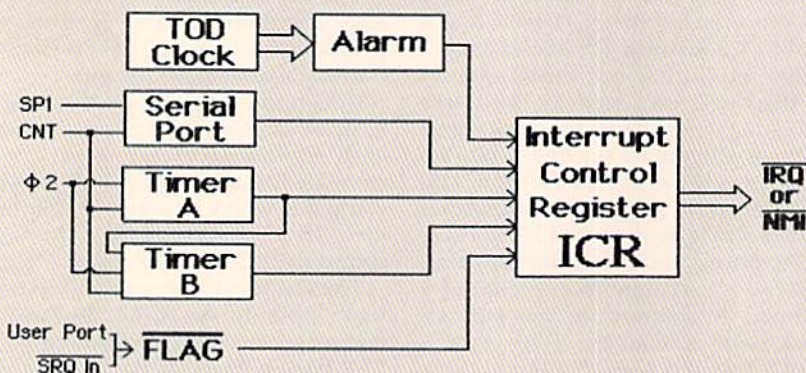 TOD
Clock
Alarm
SP1
CNT
Serial
Port
Φ2
Timer
A
Timer
B
Interrupt
Control
Register
ICR
IRQ
or
NMI
User Port
SRQ In
FLAG